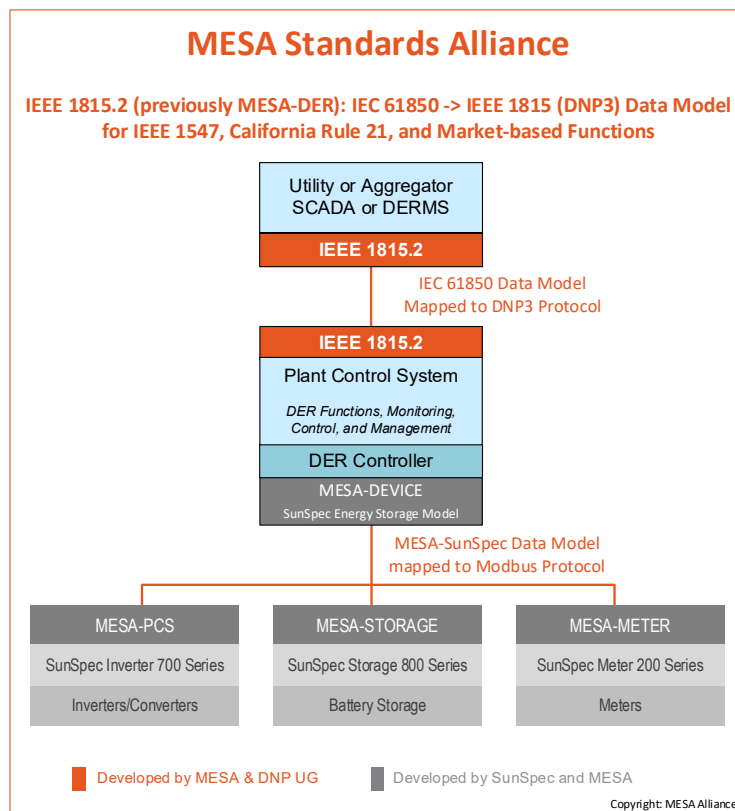 MESA Standards Alliance
IEEE 1815.2 (previously MESA-DER): IEC 61850 -> IEEE 1815 (DNP3) Data Model
for IEEE 1547, California Rule 21, and Market-based Functions
Utility or Aggregator
SCADA or DERMS
IEEE 1815.2
IEC 61850 Data Model
Mapped to DNP3 Protocol
IEEE 1815.2
Plant Control System
DER Functions, Monitoring,
Control, and Management
DER Controller
MESA-DEVICE
SunSpec Energy Storage Model
MESA-SunSpec Data Model
mapped to Modbus Protocol
MESA-PCS
SunSpec Inverter 700 Series
Inverters/Converters
MESA-STORAGE
SunSpec Storage 800 Series
Battery Storage
MESA-METER
SunSpec Meter 200 Series
Meters
Developed by MESA & DNP UG
Developed by SunSpec and MESA
Copyright: MESA Alliance